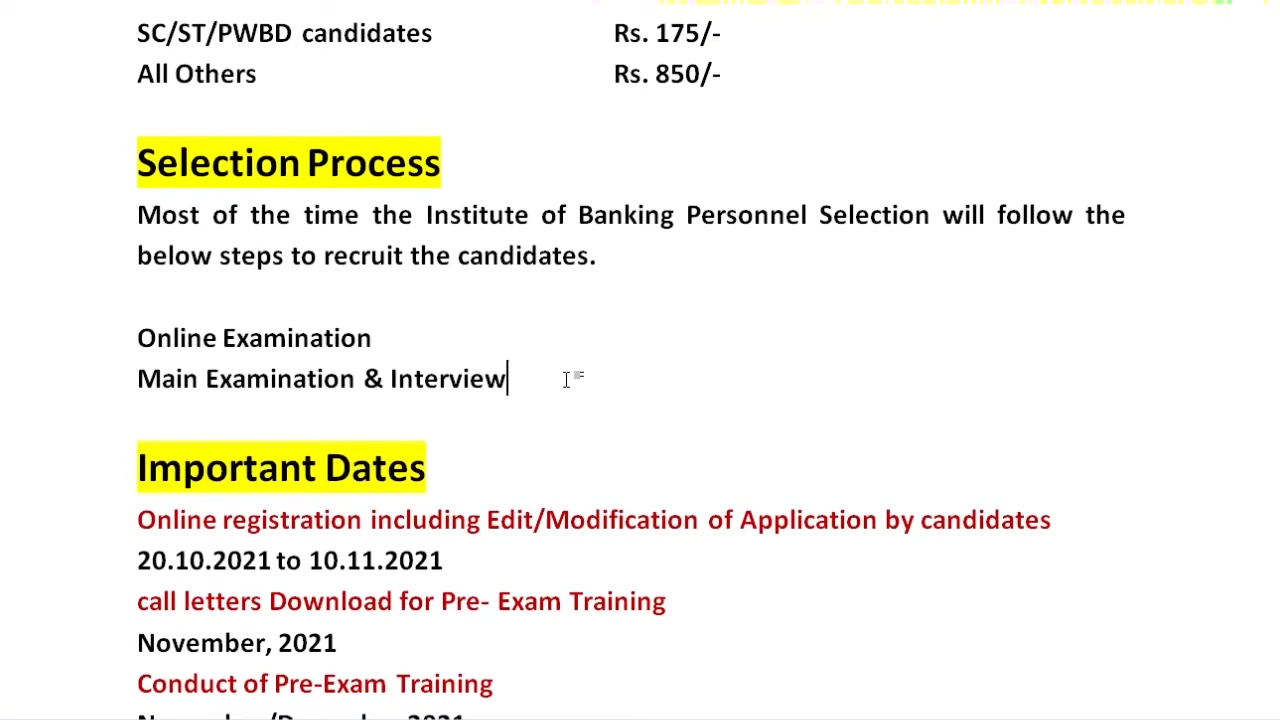 SC/ST/PWBD candidates Rs. 175/-
All Others Rs. 850/-
Selection Process
Most of the time the Institute of Banking Personnel Selection will follow the
below steps to recruit the candidates.
Online Examination
Main Examination & Interview
Important Dates
Online registration including Edit/Modification of Application by candidates
20.10.2021 to 10.11.2021
call letters Download for Pre- Exam Training
November, 2021
Conduct of Pre-Exam Training